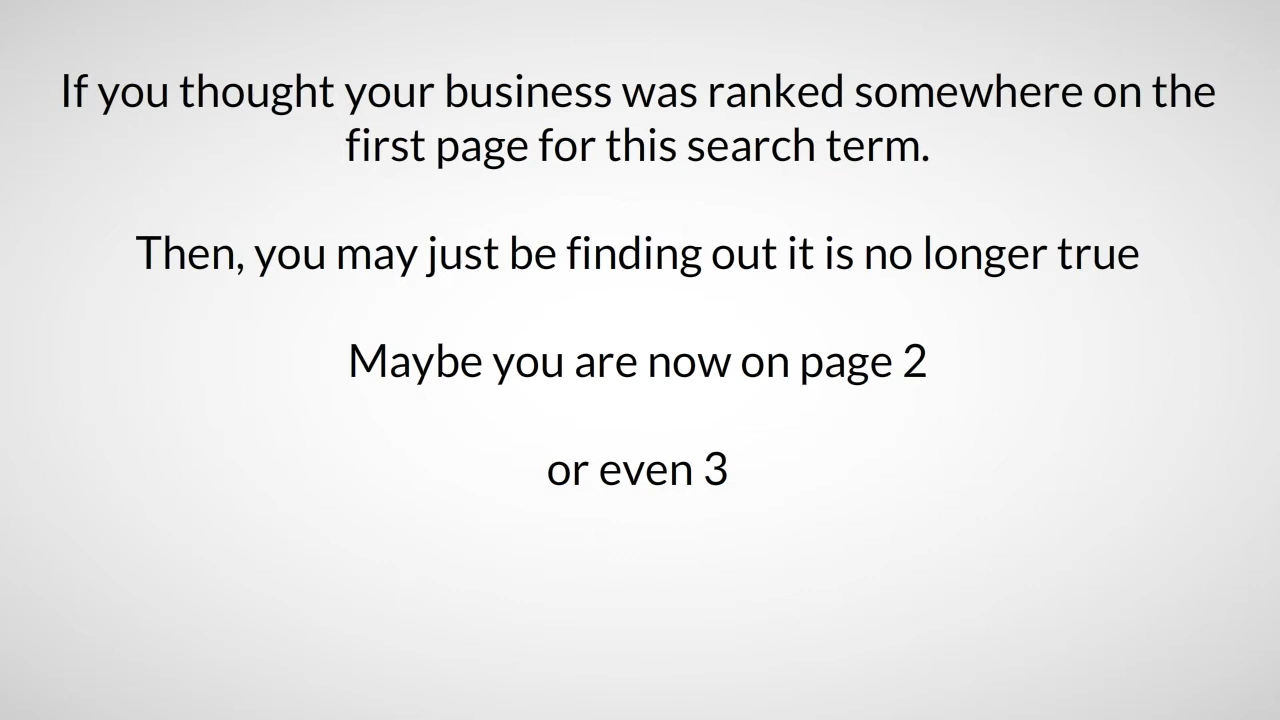 If you thought your business was ranked somewhere on the
first page for this search term.
Then, you may just be finding out it is no longer true
Maybe you are now on page 2
or even 3